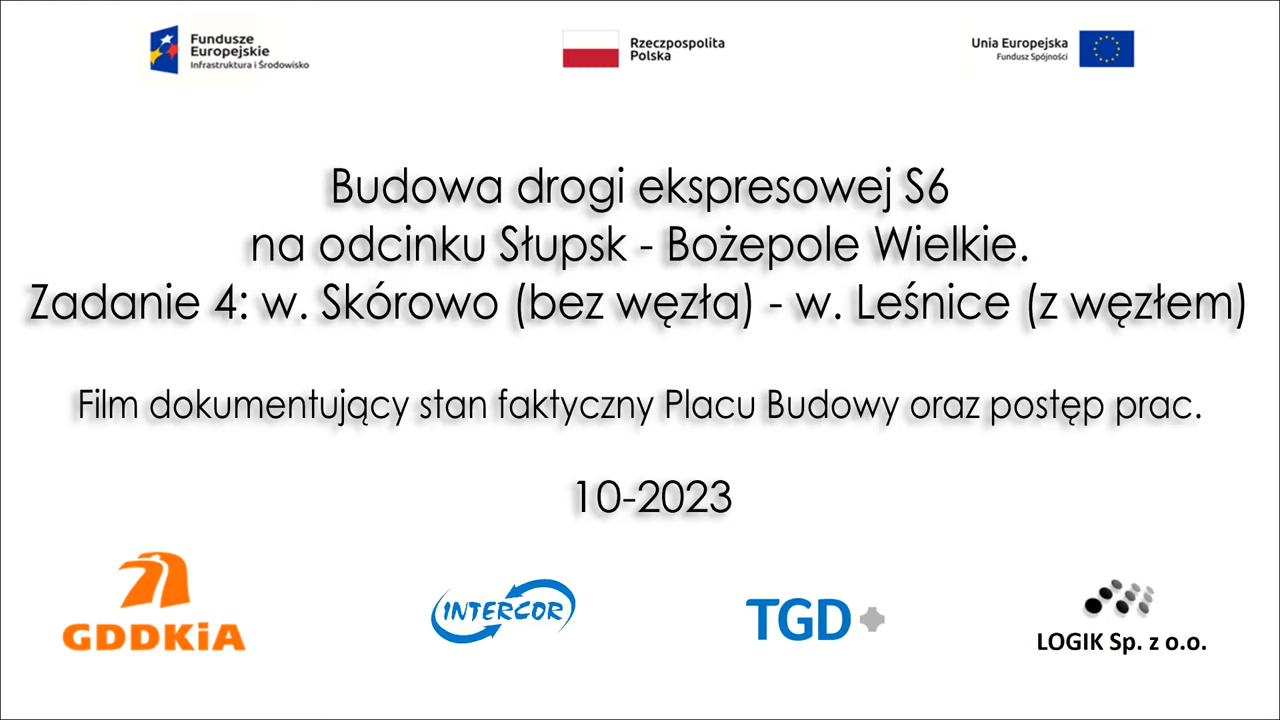 Fundusze
Europejskie
Infrastruktura i Środowisko
Rzeczpospolita
Polska
Unia Europejska
Fundusz Spójności
Budowa drogi ekspresowej S6
na odcinku Słupsk - Bożepole Wielkie.
Zadanie 4: w. Skórowo (bez węzła) - w. Leśnice (z węzłem)
Film dokumentujący stan faktyczny Placu Budowy oraz postęp prac.
10-2023
GDDKiA
INTERCOR
TGD
LOGIK Sp. z o.o.